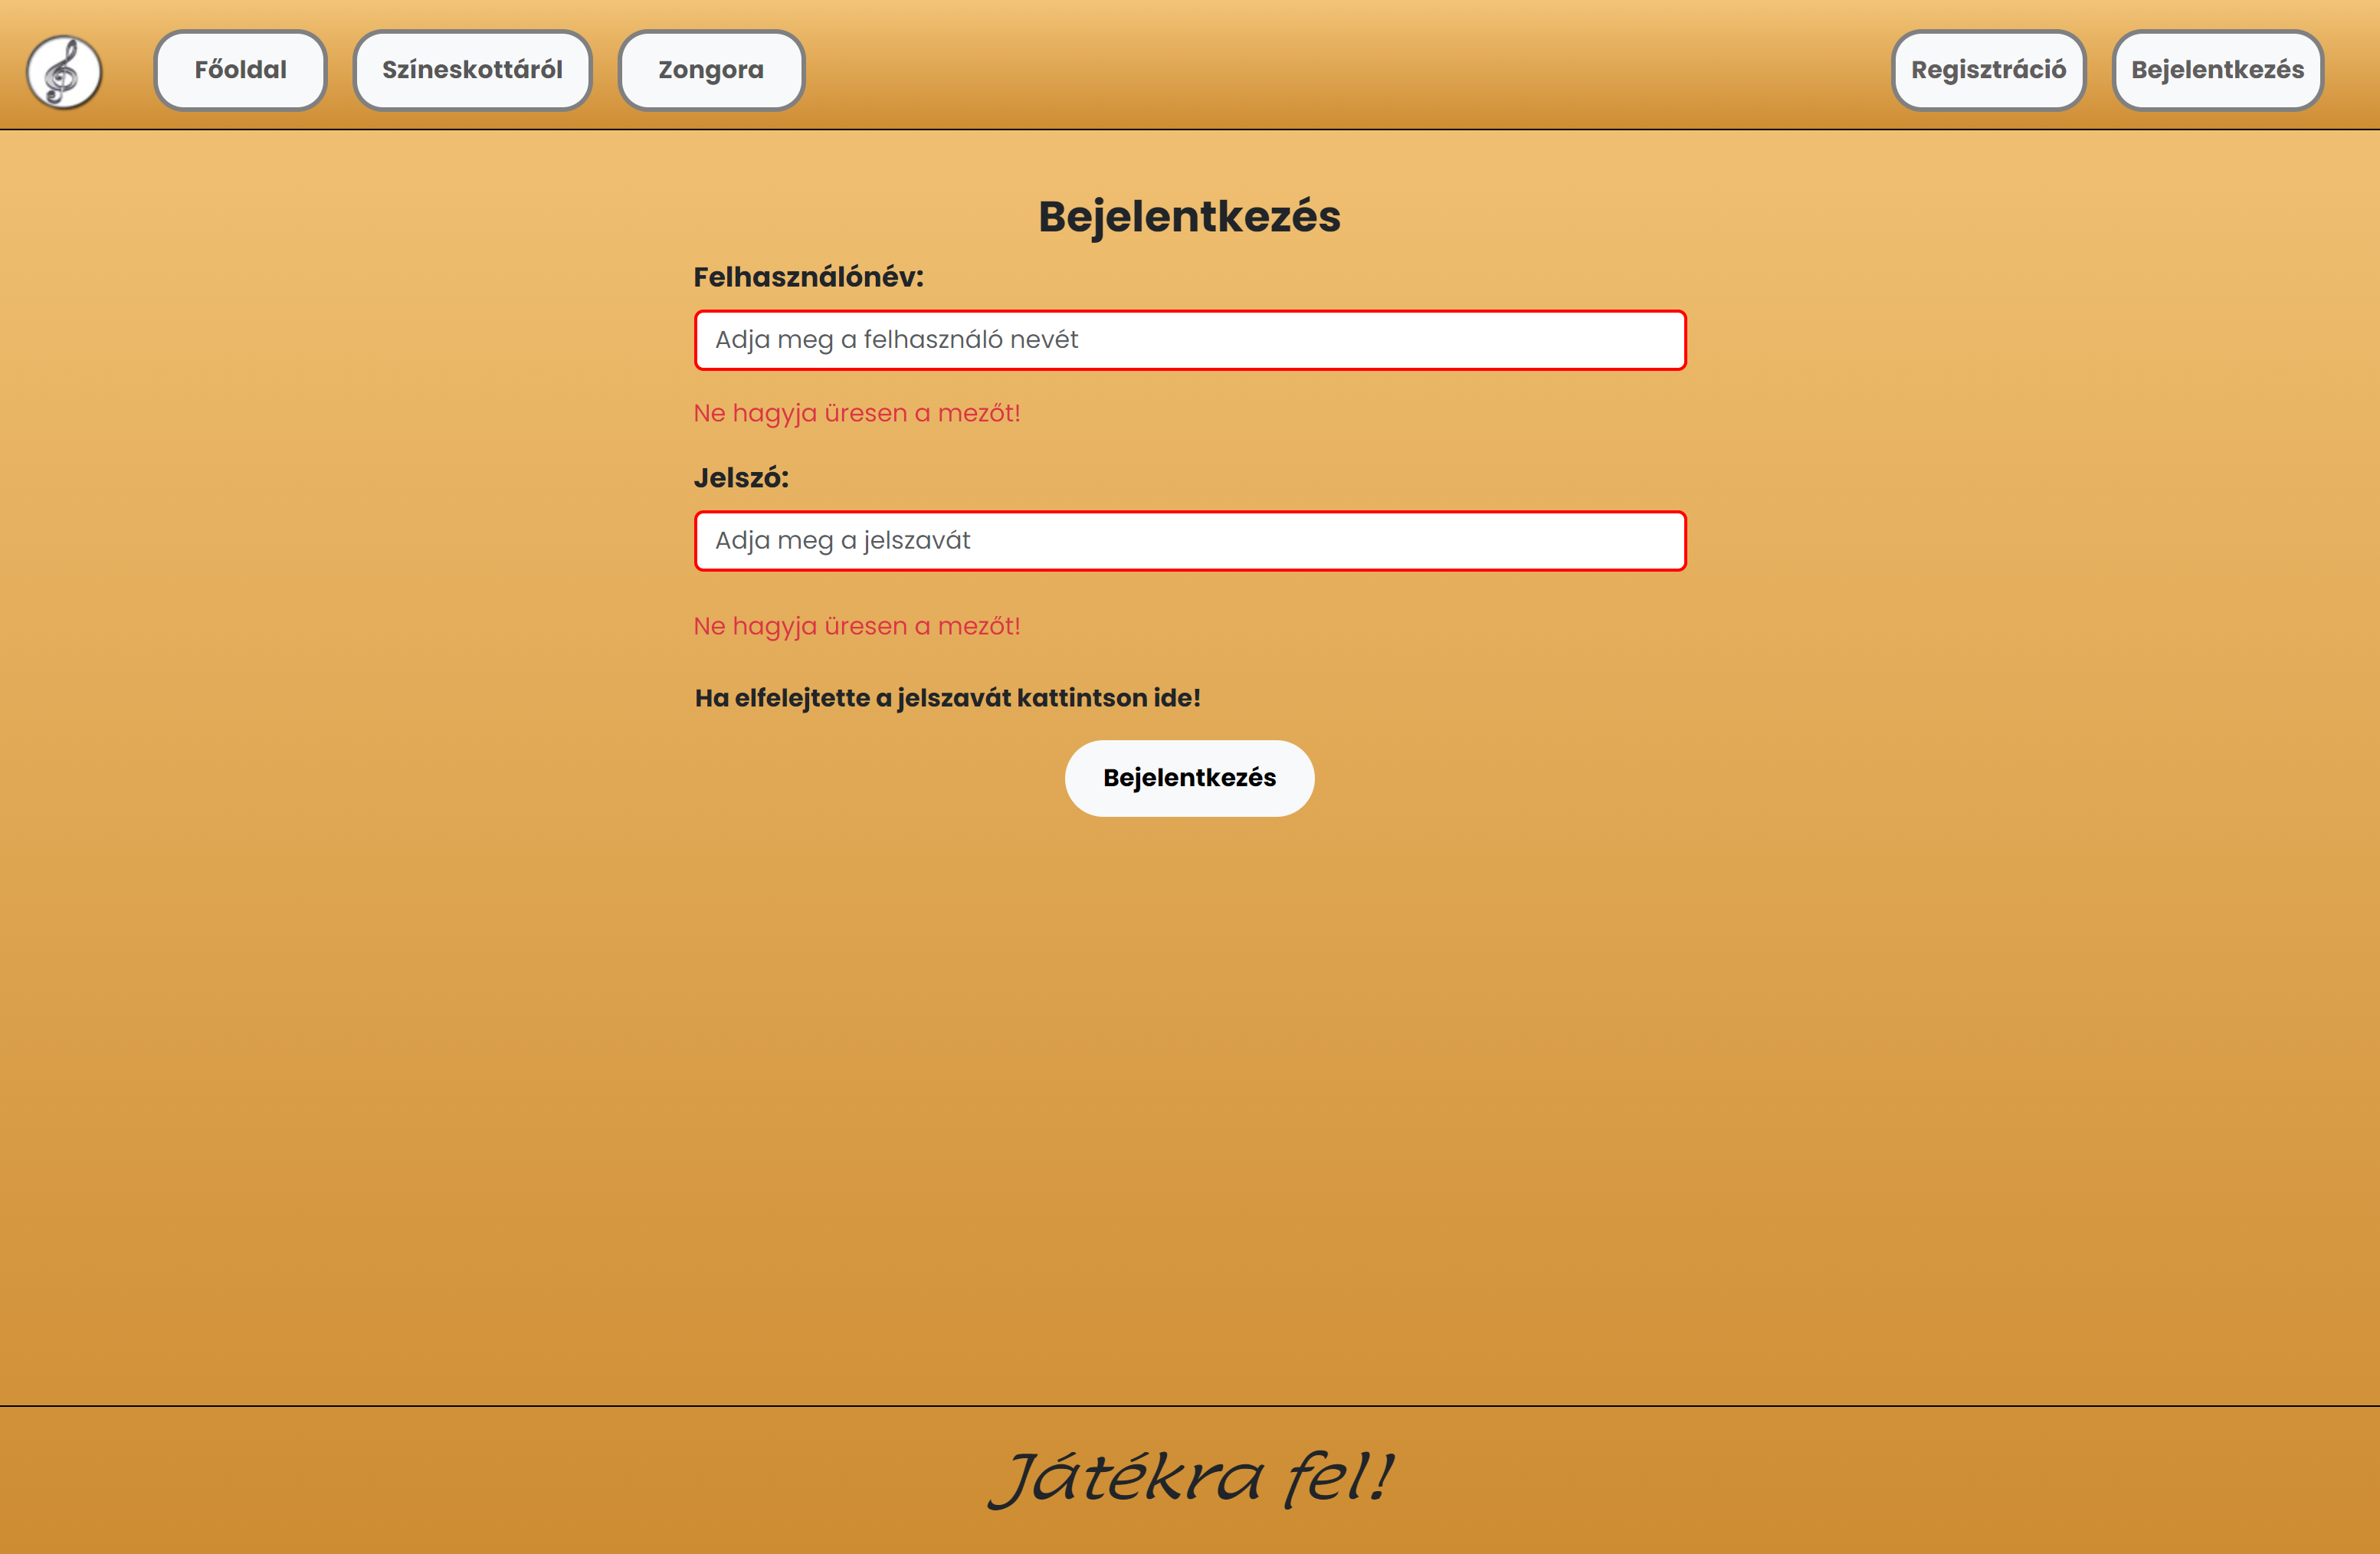 Főoldal
Színeskottáról
Zongora
Regisztráció
Bejelentkezés
Bejelentkezés
Felhasználónév:
Adja meg a felhasználó nevét
Ne hagyja üresen a mezőt!
Jelszó:
Adja meg a jelszavát
Ne hagyja üresen a mezőt!
Ha elfelejtette a jelszavát kattintson ide!
Bejelentkezés
Játékra fel!